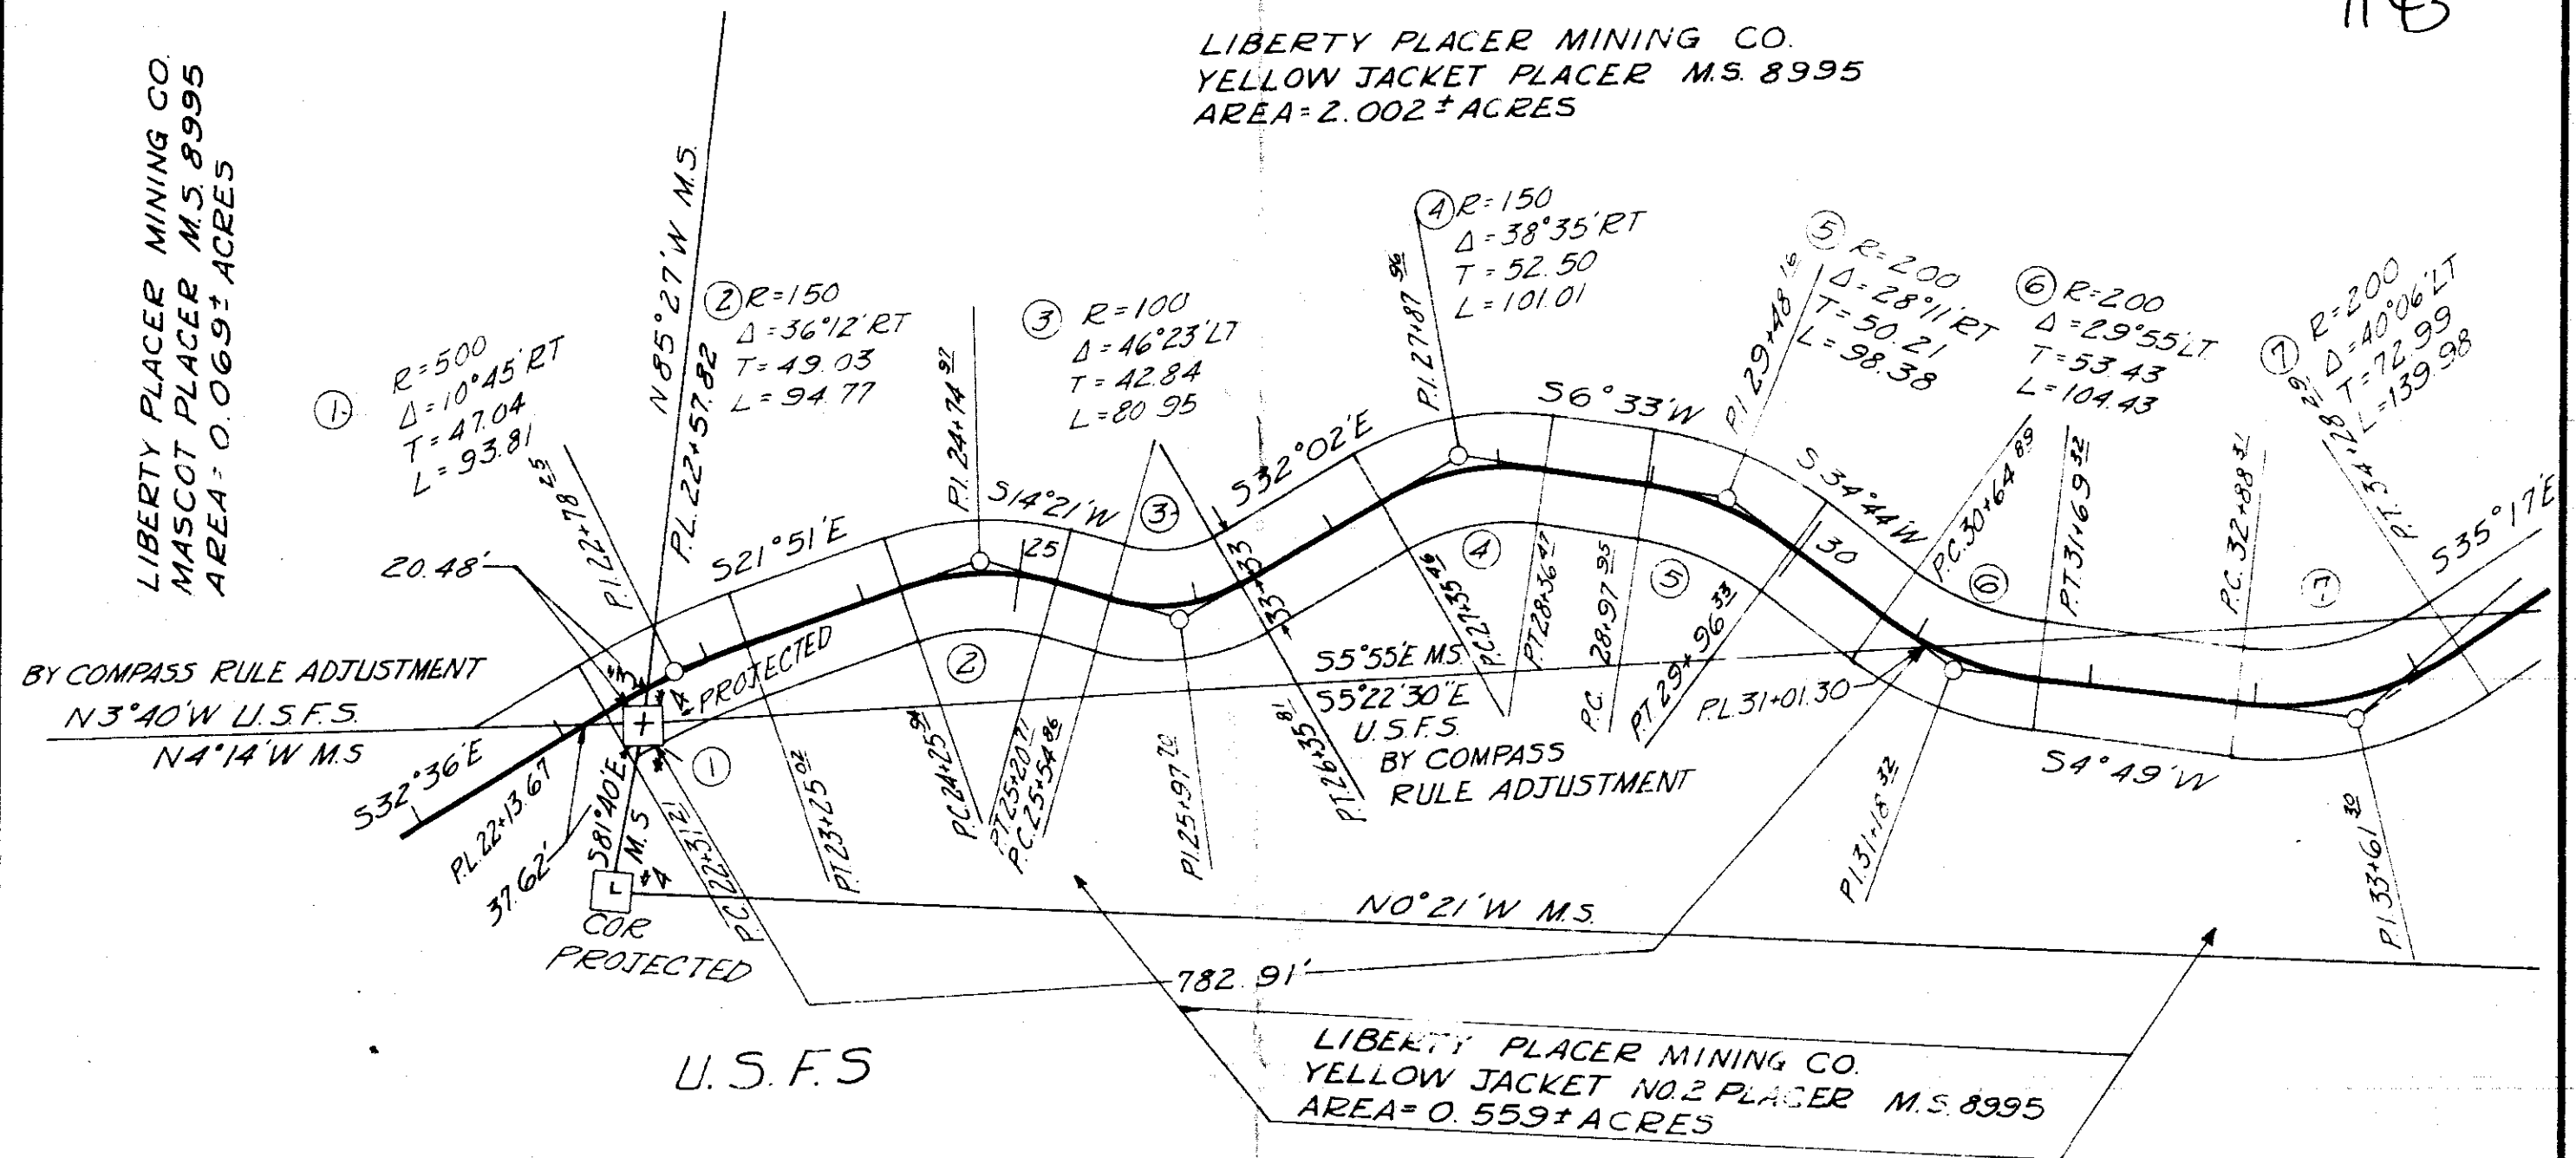 LIBERTY PLACER MINING CO.
YELLOW JACKET PLACER M.S. 8995
AREA=2.002± ACRES
LIBERTY PLACER MINING CO.
MASCOT PLACER M.S. 8995
AREA=0.069± ACRES
①
R=500
Δ=10°45'RT
T=47.04
L=93.81
N85°27'W M.S.
P.L.22+57.82
② R=150
Δ=36°12'RT
T=49.03
L=94.77
③ R=100
Δ=46°23'LT
T=42.84
L=80.95
④ R=150
Δ=38°35'RT
T=52.50
L=101.01
⑤ R=200
Δ=28°11'RT
T=50.21
L=98.38
⑥ R=200
Δ=29°55'LT
T=53.43
L=104.43
⑦ R=200
Δ=40°06'LT
T=72.99
L=139.98
P.I.22+78 25
P.I.24+74 97
P.I.27+87 96
P.I.29+48 16
P.C.30+64 89
P.T.31+69 32
P.C.32+88 31
P.T.34+28 29
20.48'
S21°51'E
S14°21'W
25
③
S32°02'E
S6°33'W
S34°44'W
30
⑥
⑦
S35°17'E
33
33
④
⑤
②
①
BY COMPASS RULE ADJUSTMENT
N3°40'W U.S.F.S.
N4°14'W M.S
PROJECTED
S5°55'E M.S.
S5°22'30"E
U.S.F.S.
BY COMPASS
RULE ADJUSTMENT
S32°36'E
P.L.22+13.67
37.62'
S81°40'E
M.S
#4
COR
PROJECTED
P.C.22+31 21
P.T.23+25 02
P.C.24+25 94
P.T.25+20 71
P.C.25+54 86
P.I.25+97 70
P.T.26+35 81
P.C.27+35 46
P.T.28+36 47
P.C. 28+97 95
P.T.29+96 33
P.L.31+01.30
P.I.31+18 32
S4°49'W
P.I.33+61 30
N0°21'W M.S.
782.91'
U.S.F.S
LIBERTY PLACER MINING CO.
YELLOW JACKET NO.2 PLACER M.S.8995
AREA=0.559± ACRES